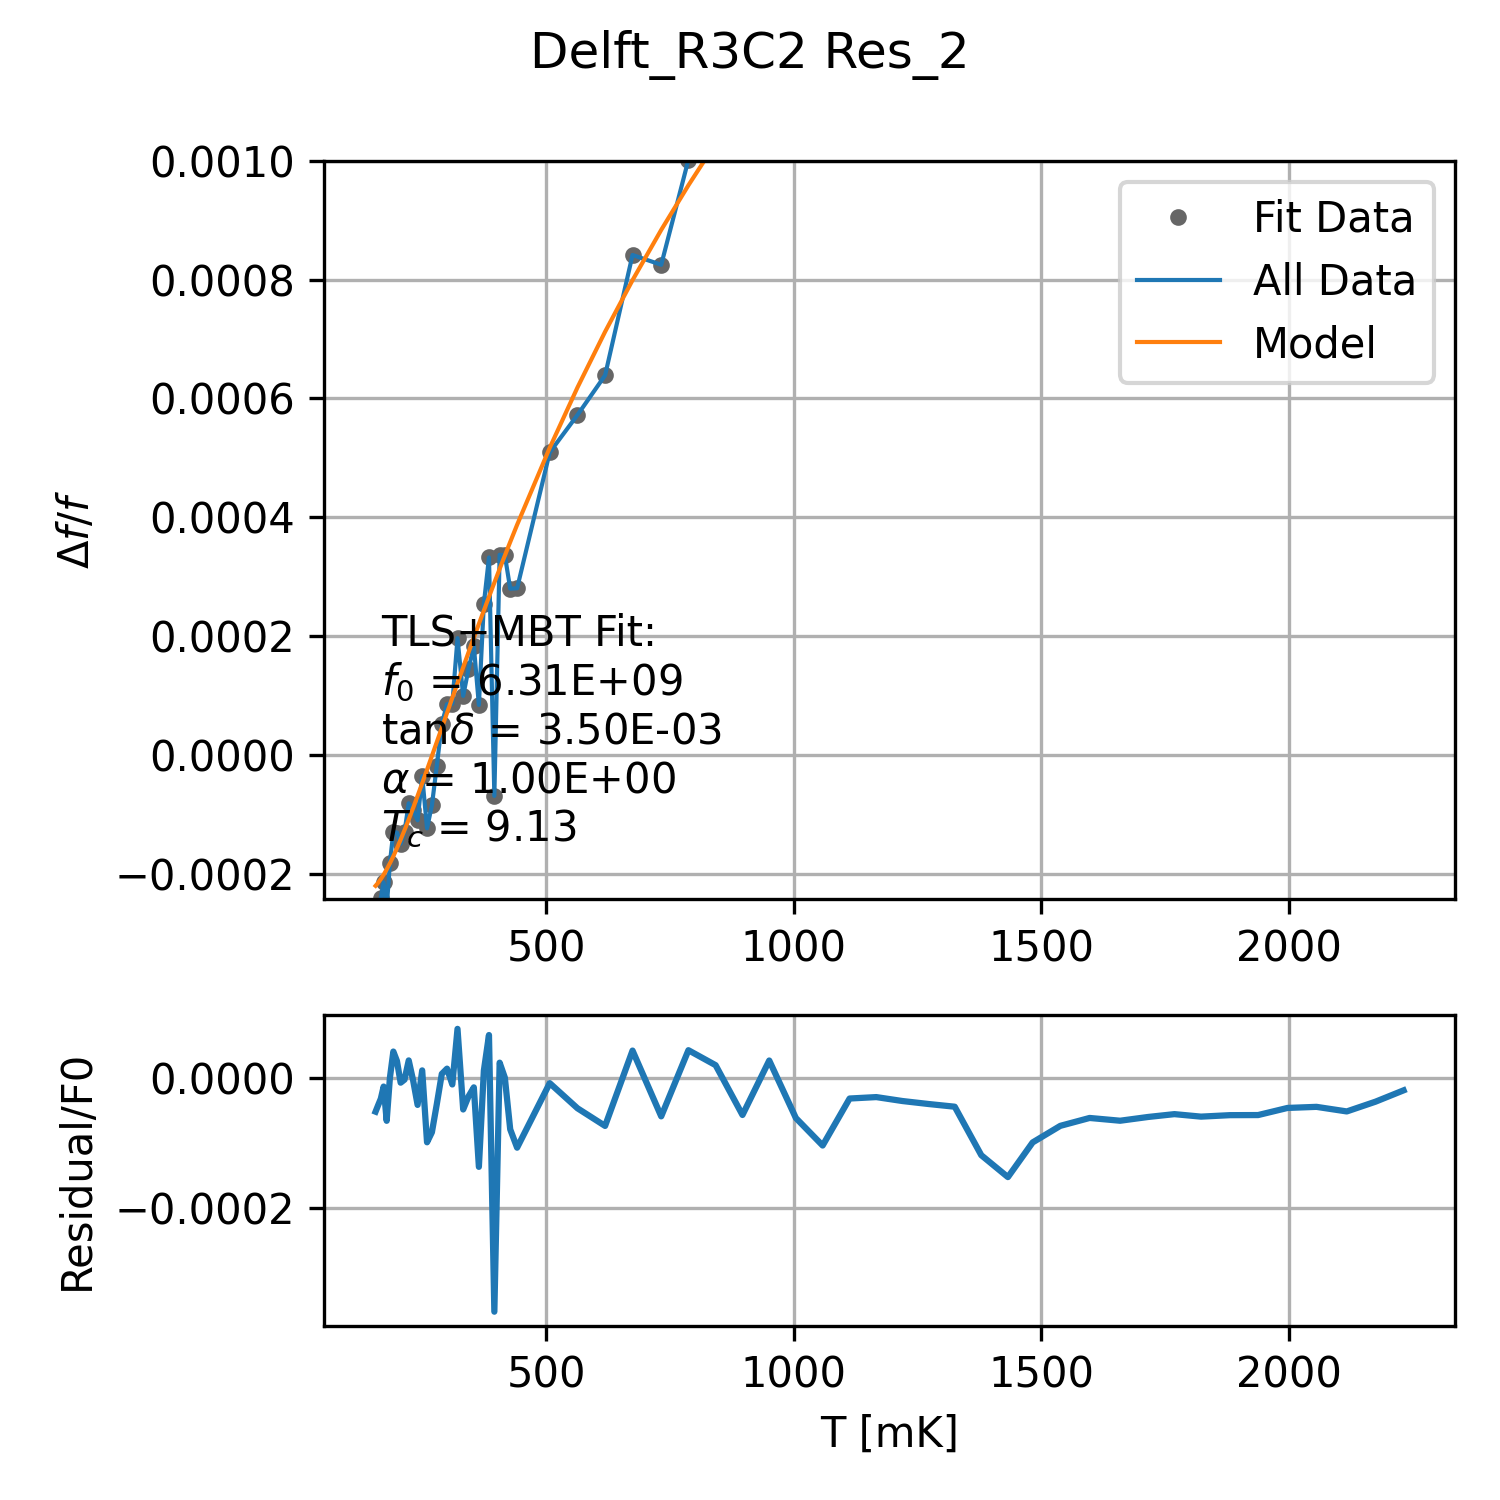 Delft_R3C2 Res_2
0.0010
0.0008
0.0006
0.0004
0.0002
0.0000
−0.0002
Δf/f
Fit Data
All Data
Model
TLS+MBT Fit:
f₀ = 6.31E+09
tanδ = 3.50E-03
α = 1.00E+00
T_c = 9.13
500 1000 1500 2000
0.0000
−0.0002
Residual/F0
500 1000 1500 2000
T [mK]